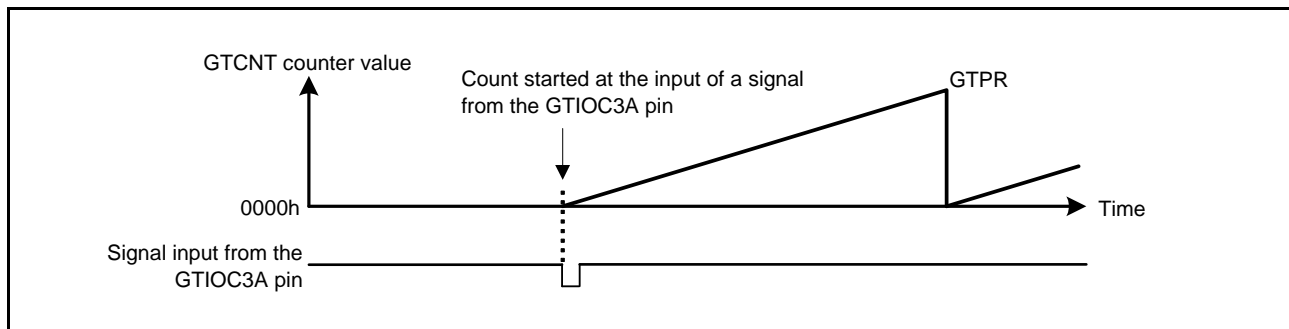 GTCNT counter value
Count started at the input of a signal
from the GTIOC3A pin
GTPR
0000h
Time
Signal input from the
GTIOC3A pin